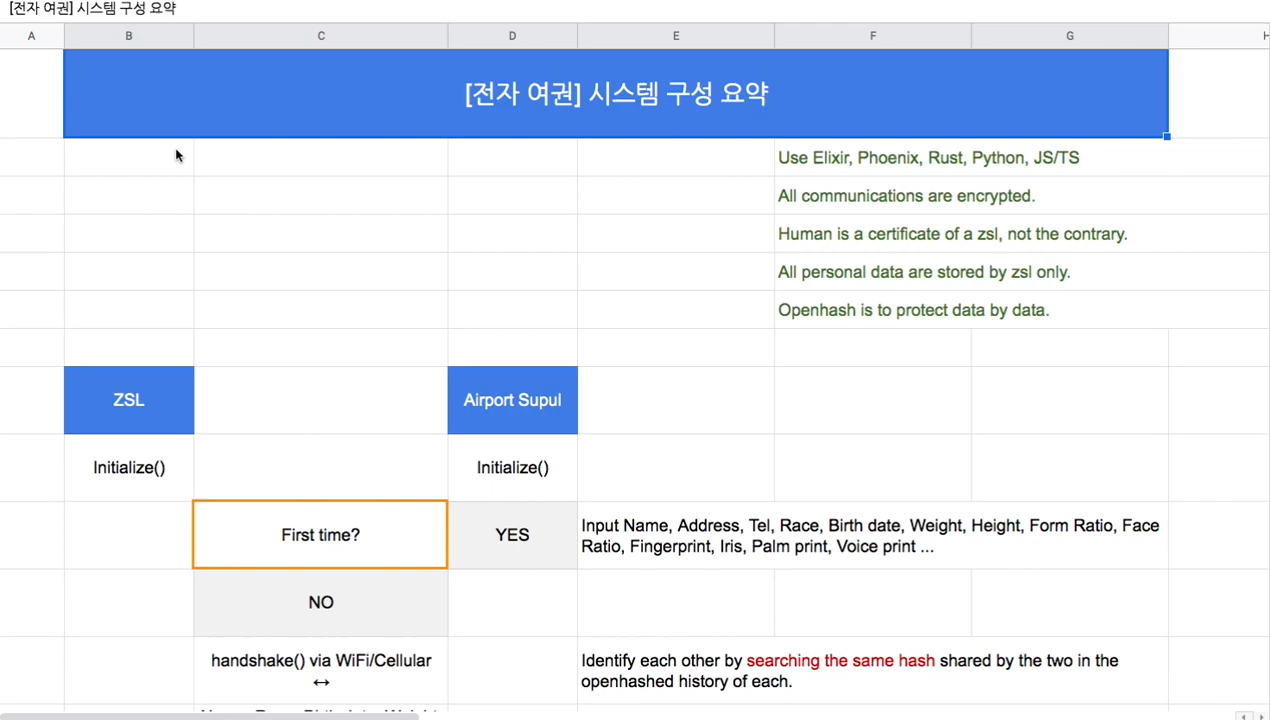 [전자 여권] 시스템 구성 요약
A B C D E F G H
[전자 여권] 시스템 구성 요약
Use Elixir, Phoenix, Rust, Python, JS/TS
All communications are encrypted.
Human is a certificate of a zsl, not the contrary.
All personal data are stored by zsl only.
Openhash is to protect data by data.
ZSL
Airport Supul
Initialize()
Initialize()
First time?
YES
Input Name, Address, Tel, Race, Birth date, Weight, Height, Form Ratio, Face
Ratio, Fingerprint, Iris, Palm print, Voice print ...
NO
handshake() via WiFi/Cellular
↔
Identify each other by searching the same hash shared by the two in the
openhashed history of each.